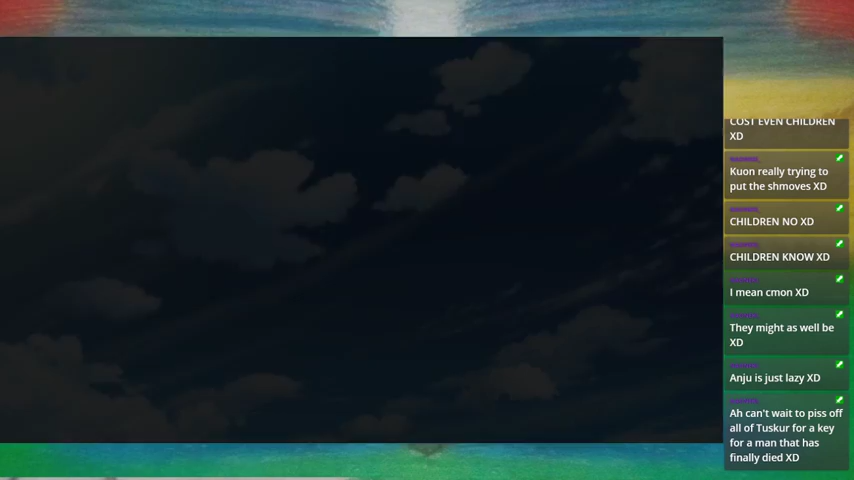 COST EVEN CHILDREN
XD
Kuon really trying to
put the shmoves XD
CHILDREN NO XD
CHILDREN KNOW XD
I mean cmon XD
They might as well be
XD
Anju is just lazy XD
Ah can't wait to piss off
all of Tuskur for a key
for a man that has
finally died XD